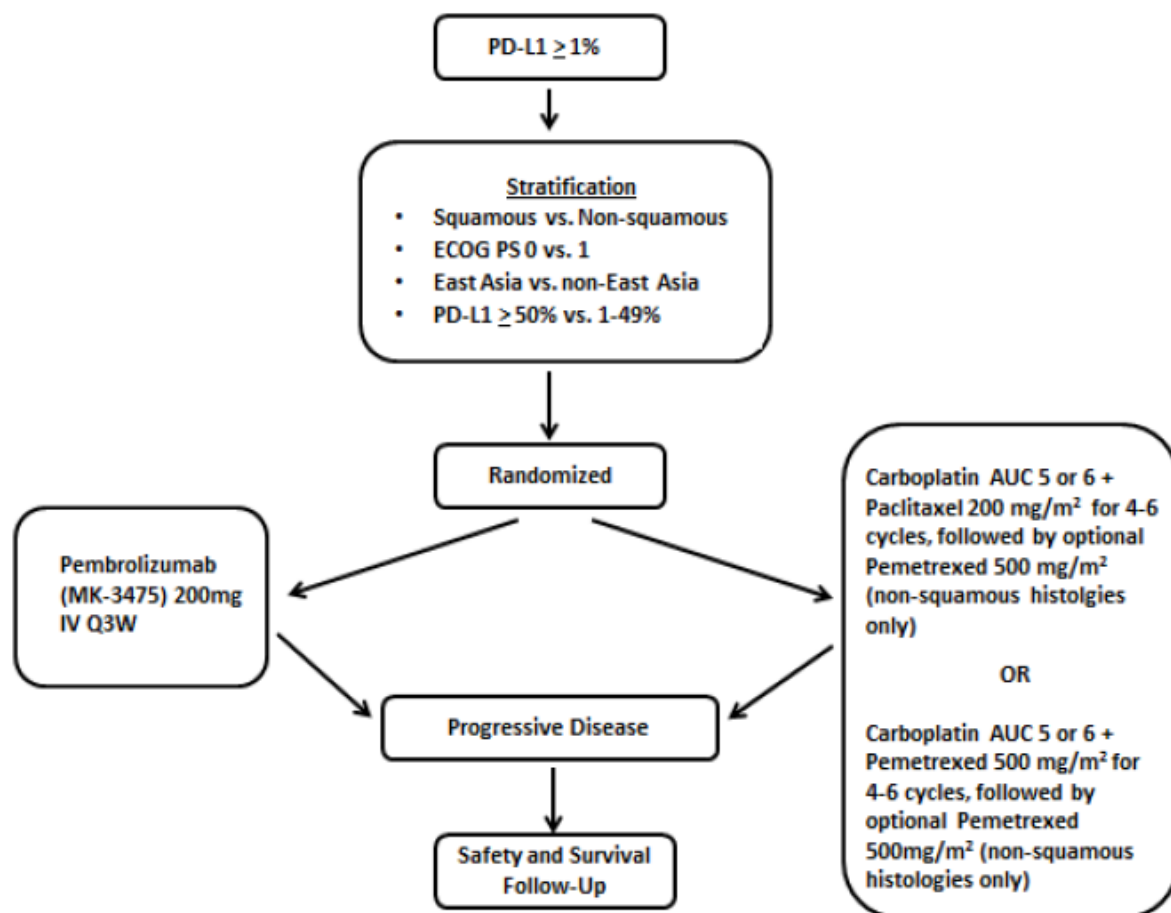 PD-L1 ≥ 1%
Stratification
• Squamous vs. Non-squamous
• ECOG PS 0 vs. 1
• East Asia vs. non-East Asia
• PD-L1 ≥ 50% vs. 1-49%
Randomized
Pembrolizumab
(MK-3475) 200mg
IV Q3W
Carboplatin AUC 5 or 6 +
Paclitaxel 200 mg/m² for 4-6
cycles, followed by optional
Pemetrexed 500 mg/m²
(non-squamous histolgies
only)
OR
Carboplatin AUC 5 or 6 +
Pemetrexed 500 mg/m² for
4-6 cycles, followed by
optional Pemetrexed
500mg/m² (non-squamous
histologies only)
Progressive Disease
Safety and Survival
Follow-Up